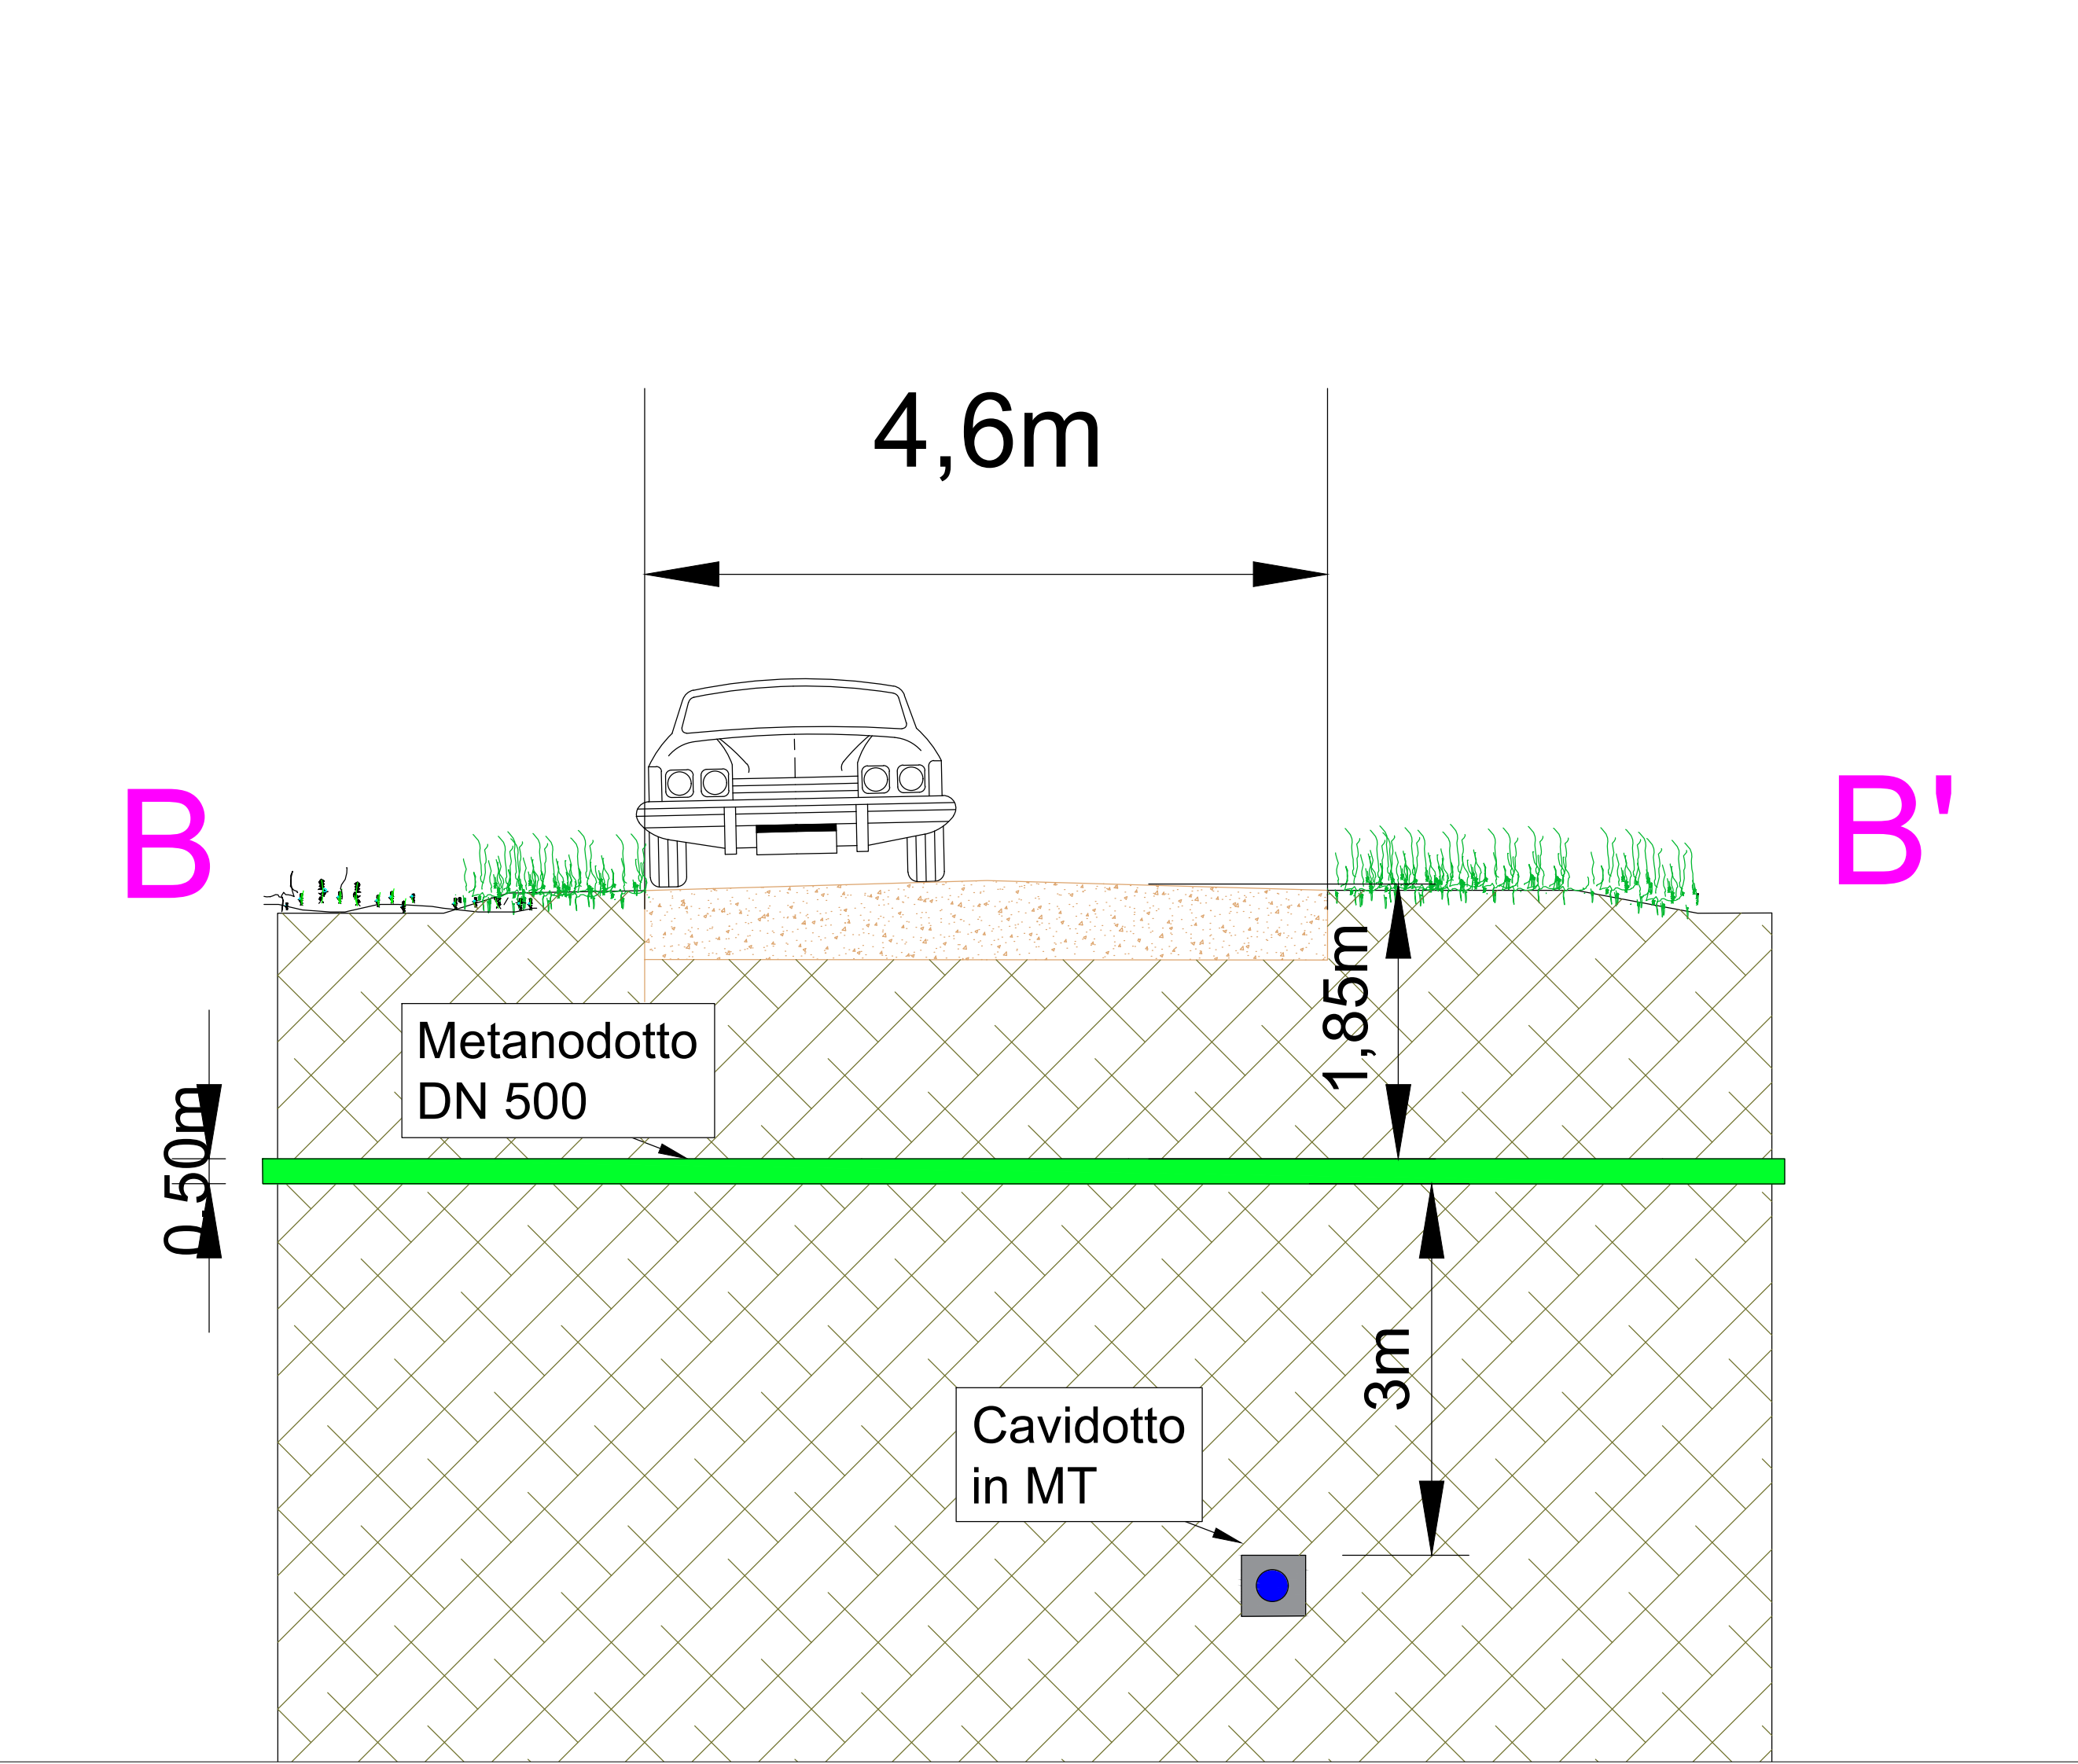 4,6m
B
B'
1,85m
Metanodotto
DN 500
0,50m
3m
Cavidotto
in MT